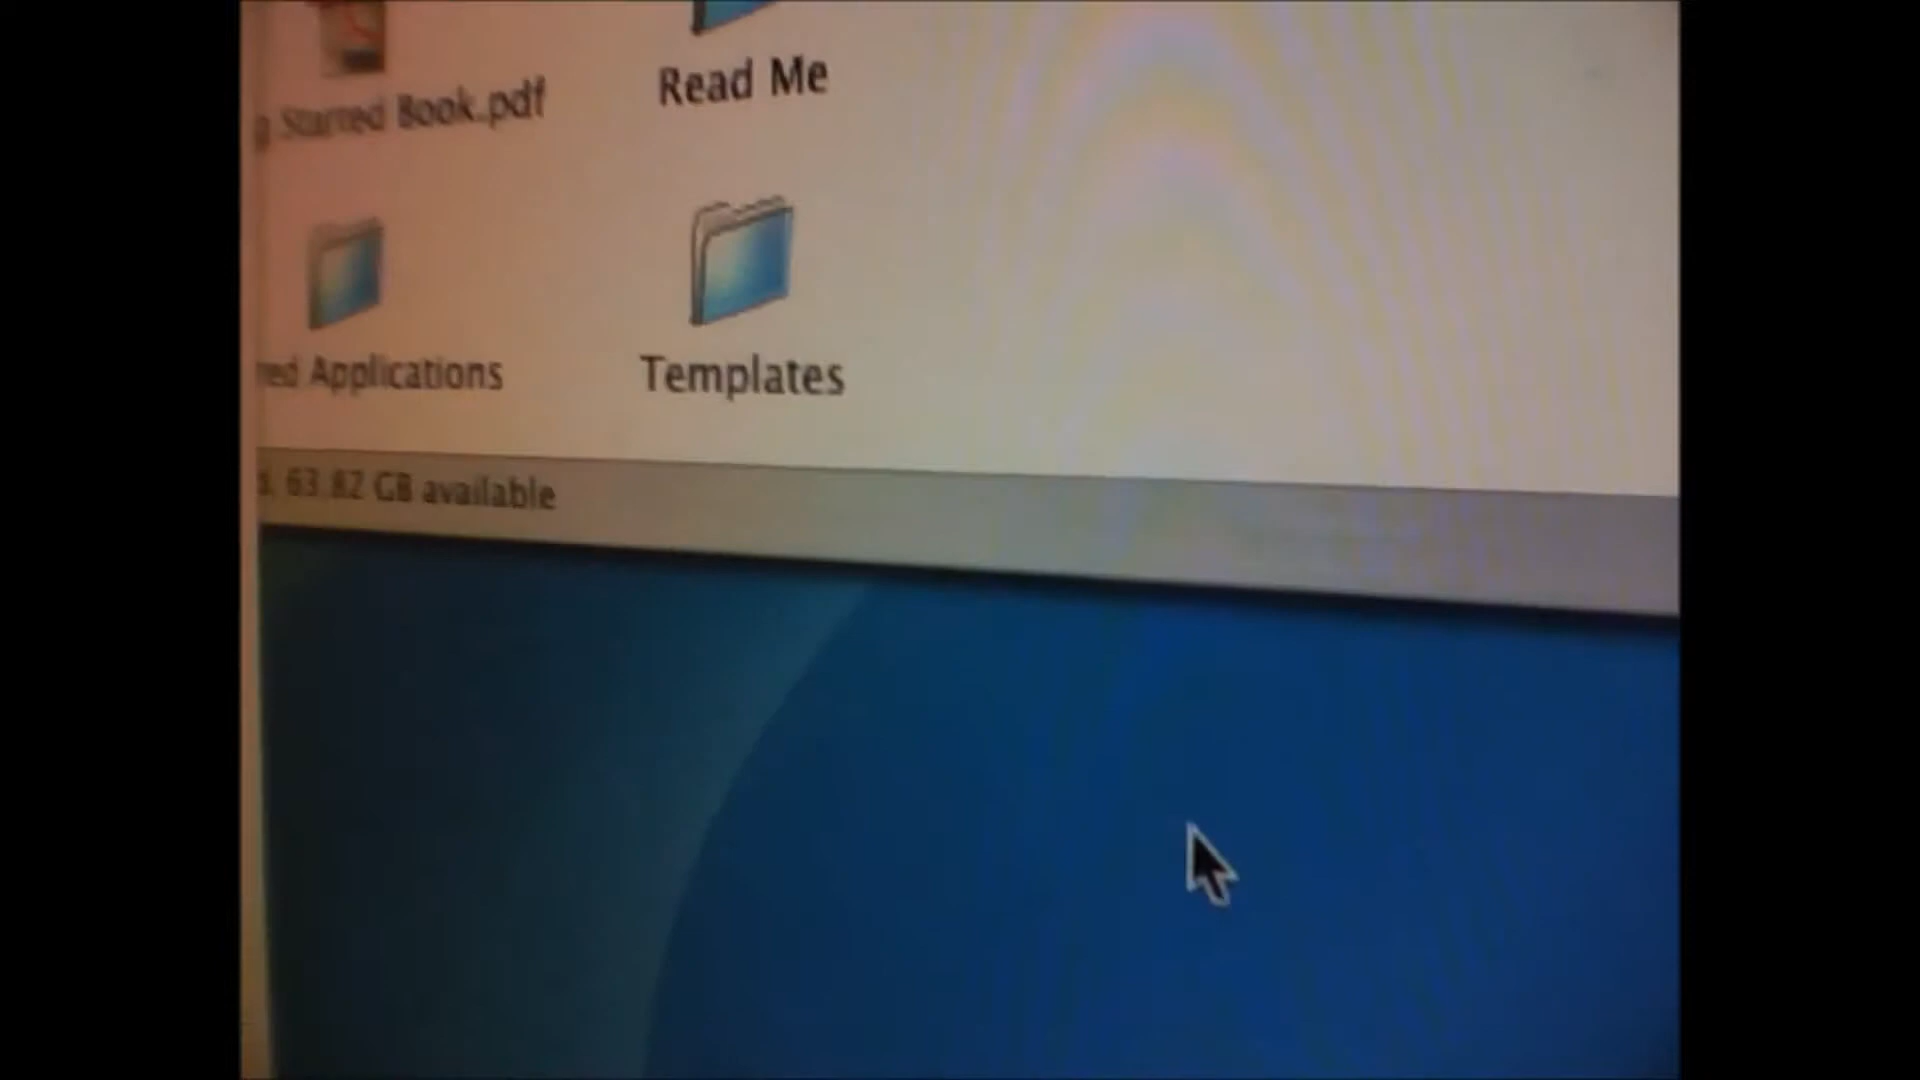 Started Book.pdf
Read Me
Applications
Templates
63.82 GB available